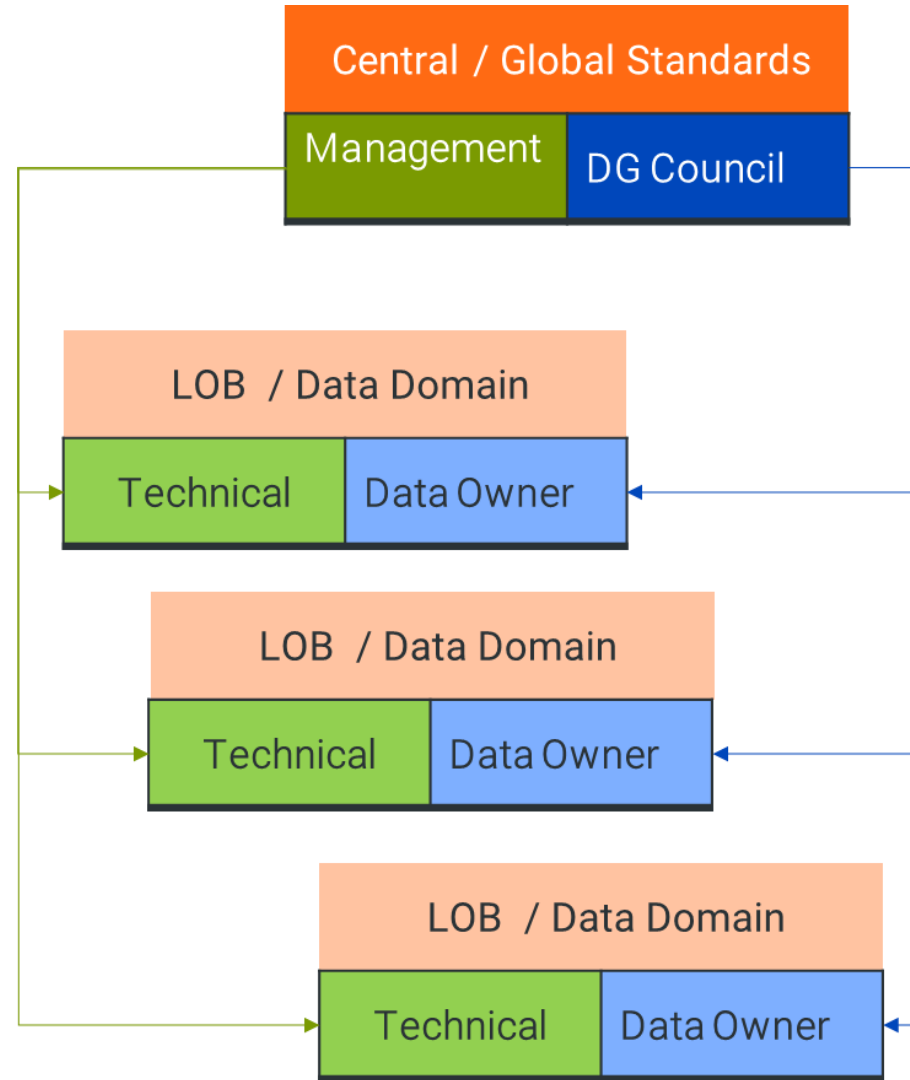 Central / Global Standards
Management
DG Council
LOB / Data Domain
Technical
Data Owner
LOB / Data Domain
Technical
Data Owner
LOB / Data Domain
Technical
Data Owner